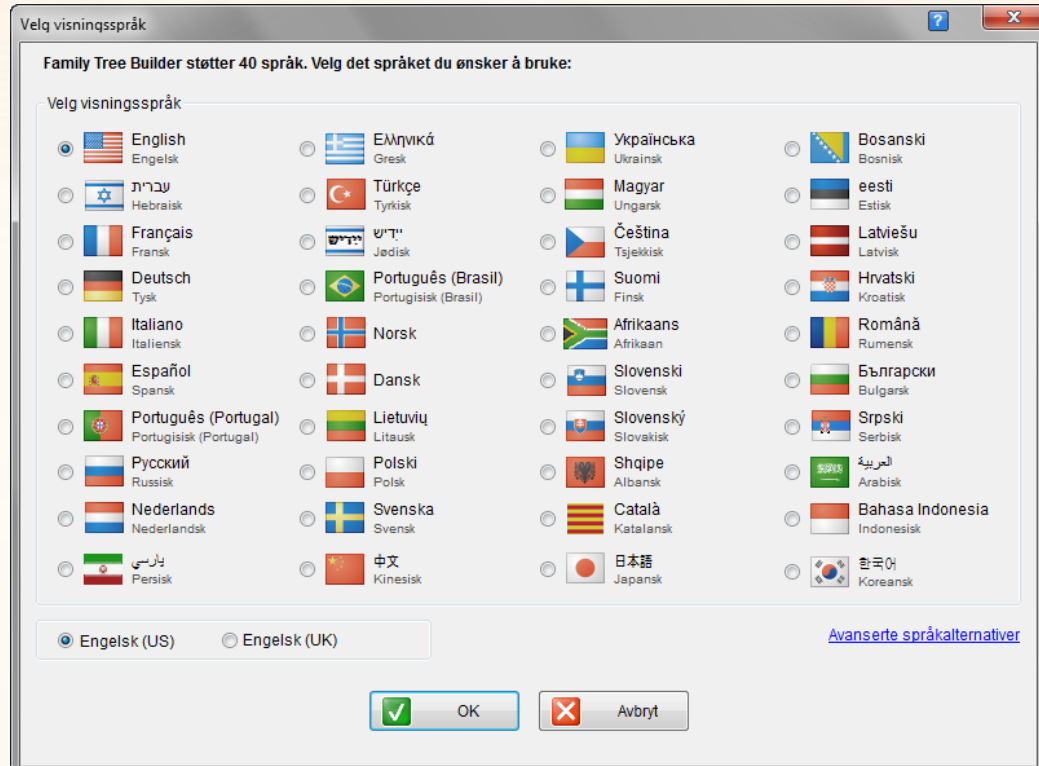 Velg visningsspråk
Family Tree Builder støtter 40 språk. Velg det språket du ønsker å bruke:
Velg visningsspråk
English
Engelsk
Ελληνικά
Gresk
Українська
Ukrainsk
Bosanski
Bosnisk
עברית
Hebraisk
Türkçe
Tyrkisk
Magyar
Ungarsk
eesti
Estisk
Français
Fransk
ייִדיש
ייִדיש
Jødisk
Čeština
Tsjekkisk
Latviešu
Latvisk
Deutsch
Tysk
Português (Brasil)
Portugisisk (Brasil)
Suomi
Finsk
Hrvatski
Kroatisk
Italiano
Italiensk
Norsk
Afrikaans
Afrikaan
Română
Rumensk
Español
Spansk
Dansk
Slovenski
Slovensk
Български
Bulgarsk
Português (Portugal)
Portugisisk (Portugal)
Lietuvių
Litausk
Slovenský
Slovakisk
Srpski
Serbisk
Русский
Russisk
Polski
Polsk
Shqipe
Albansk
العربية
Arabisk
Nederlands
Nederlandsk
Svenska
Svensk
Català
Katalansk
Bahasa Indonesia
Indonesisk
پارسي
Persisk
中文
Kinesisk
日本語
Japansk
한국어
Koreansk
Engelsk (US)
Engelsk (UK)
Avanserte språkalternativer
OK
Avbryt